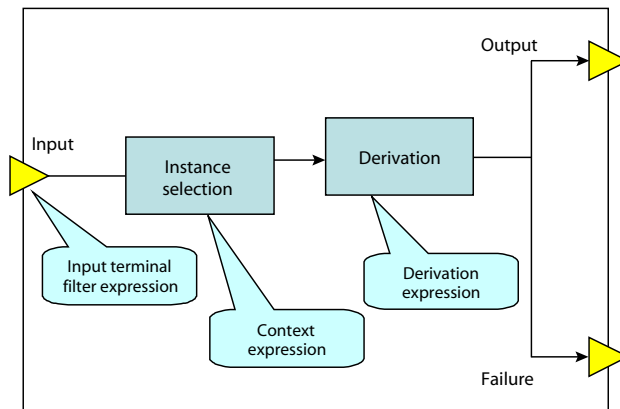 Output
Input
Instance
selection
Derivation
Input terminal
filter expression
Derivation
expression
Context
expression
Failure